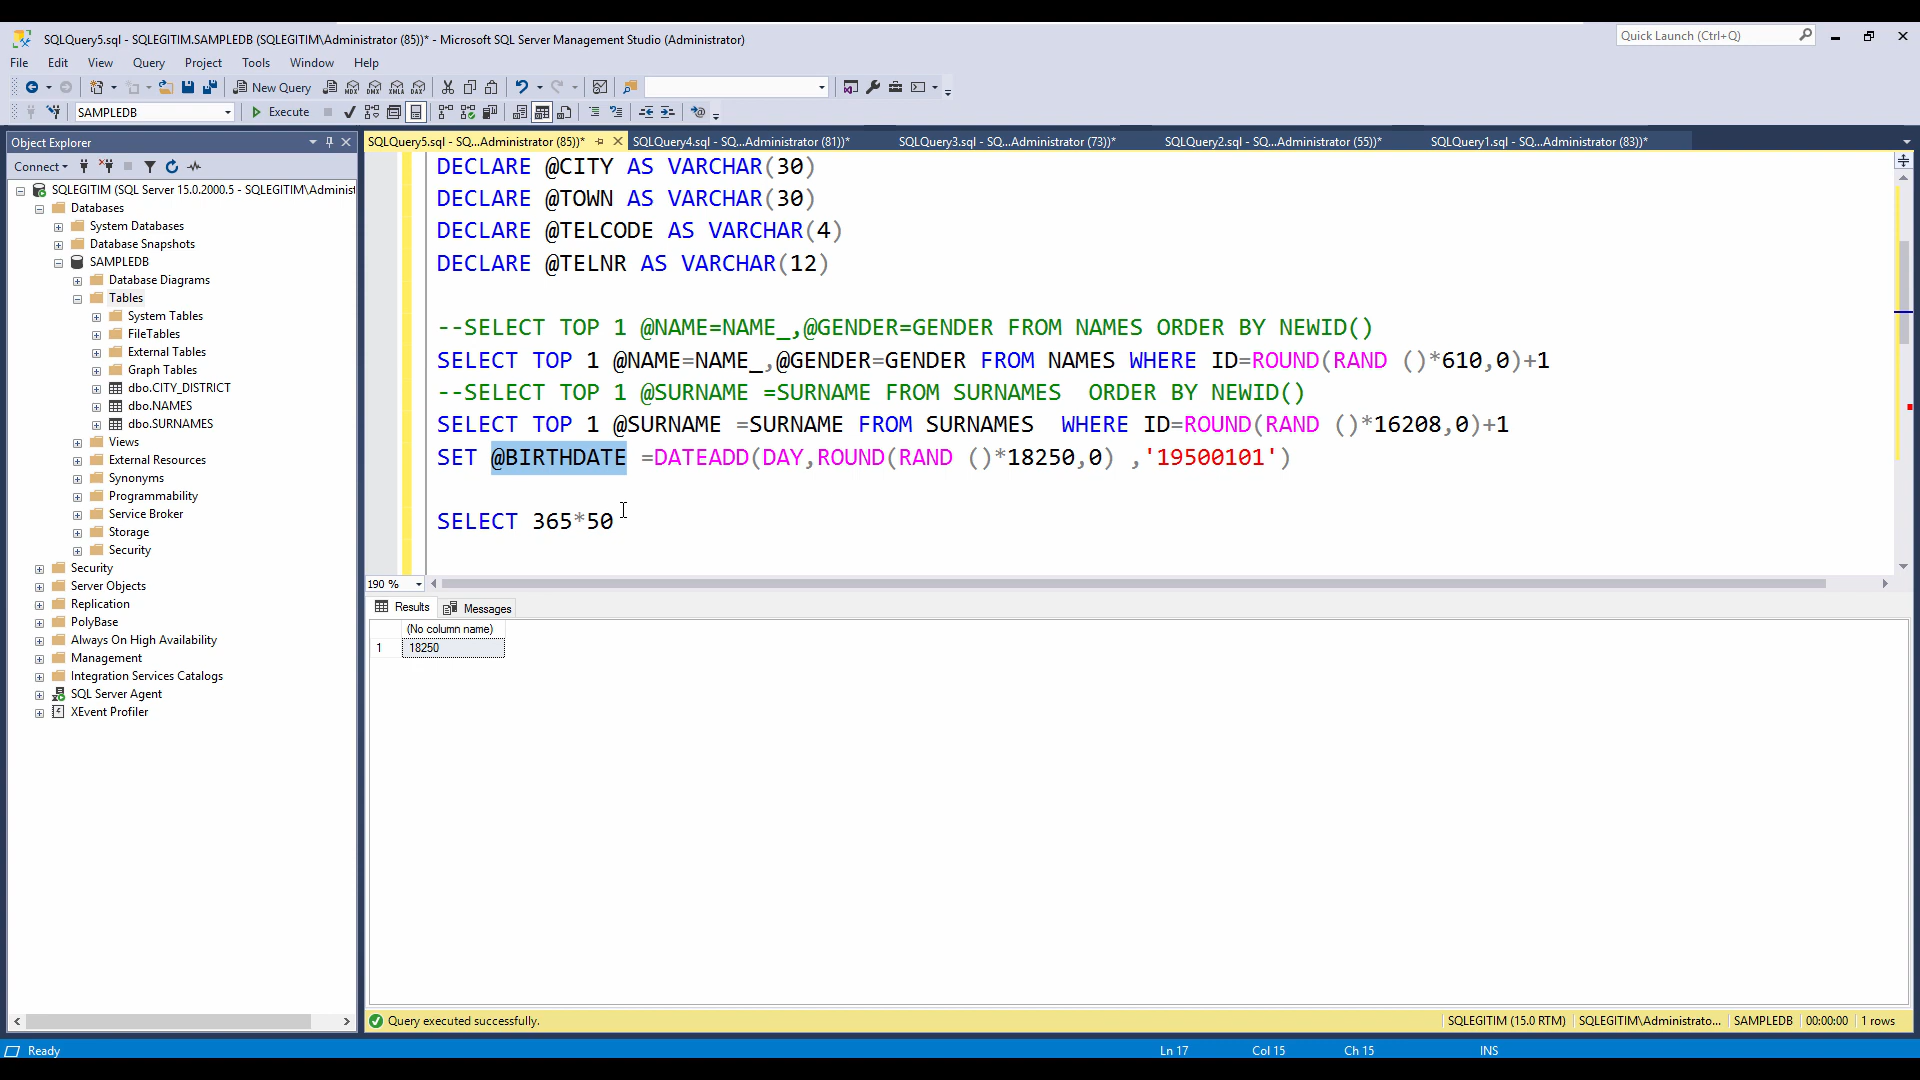 SQLQuery5.sql - SQLEGITIM.SAMPLEDB (SQLEGITIM\Administrator (85))* - Microsoft SQL Server Management Studio (Administrator)
Quick Launch (Ctrl+Q)
File Edit View Query Project Tools Window Help
New Query
MDX DMX XMLA DAX
SAMPLEDB
Execute
Object Explorer
SQLQuery5.sql - SQ...Administrator (85))*
SQLQuery4.sql - SQ...Administrator (81))*
SQLQuery3.sql - SQ...Administrator (73))*
SQLQuery2.sql - SQ...Administrator (55))*
SQLQuery1.sql - SQ...Administrator (83))*
Connect
SQLEGITIM (SQL Server 15.0.2000.5 - SQLEGITIM\Administ
Databases
System Databases
Database Snapshots
SAMPLEDB
Database Diagrams
Tables
System Tables
FileTables
External Tables
Graph Tables
dbo.CITY_DISTRICT
dbo.NAMES
dbo.SURNAMES
Views
External Resources
Synonyms
Programmability
Service Broker
Storage
Security
Security
Server Objects
Replication
PolyBase
Always On High Availability
Management
Integration Services Catalogs
SQL Server Agent
XEvent Profiler
DECLARE @CITY AS VARCHAR(30)
DECLARE @TOWN AS VARCHAR(30)
DECLARE @TELCODE AS VARCHAR(4)
DECLARE @TELNR AS VARCHAR(12)
--SELECT TOP 1 @NAME=NAME_,@GENDER=GENDER FROM NAMES ORDER BY NEWID()
SELECT TOP 1 @NAME=NAME_,@GENDER=GENDER FROM NAMES WHERE ID=ROUND(RAND ()*610,0)+1
--SELECT TOP 1 @SURNAME =SURNAME FROM SURNAMES  ORDER BY NEWID()
SELECT TOP 1 @SURNAME =SURNAME FROM SURNAMES  WHERE ID=ROUND(RAND ()*16208,0)+1
SET @BIRTHDATE =DATEADD(DAY,ROUND(RAND ()*18250,0) ,'19500101')
SELECT 365*50
190 %
Results Messages
(No column name)
1 18250
Query executed successfully.
SQLEGITIM (15.0 RTM) SQLEGITIM\Administrato... SAMPLEDB 00:00:00 1 rows
Ready
Ln 17 Col 15 Ch 15 INS